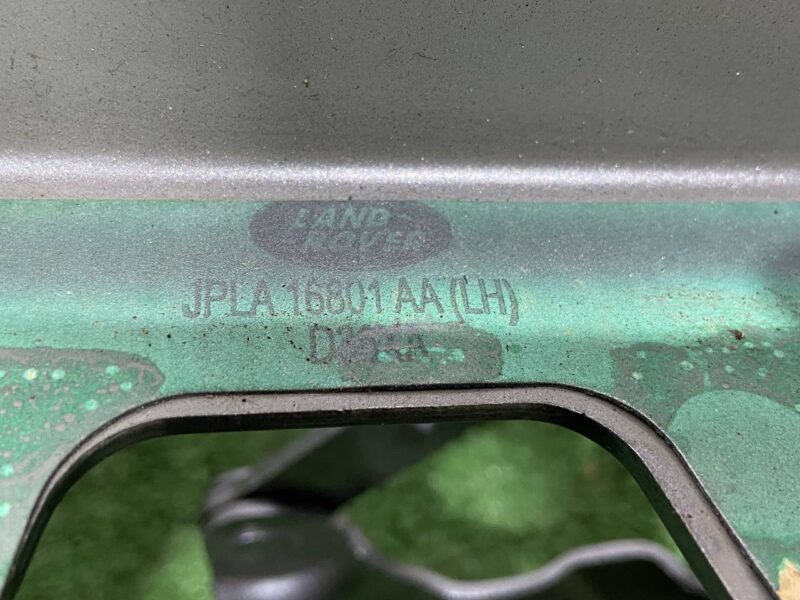 LAND-
-ROVER
JPLA 16801 AA (LH)